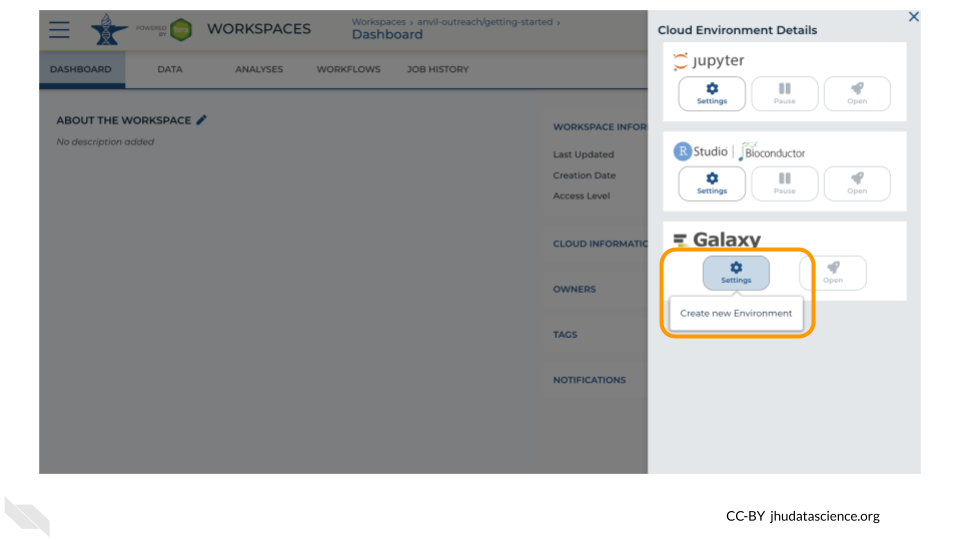 POWERED BY
WORKSPACES
Workspaces › anvil-outreach/getting-started ›
Dashboard
DASHBOARD
DATA
ANALYSES
WORKFLOWS
JOB HISTORY
ABOUT THE WORKSPACE
No description added
WORKSPACE INFOR
Last Updated
Creation Date
Access Level
CLOUD INFORMATIC
OWNERS
TAGS
NOTIFICATIONS
Cloud Environment Details
jupyter
Settings
Pause
Open
R Studio | Bioconductor
Settings
Pause
Open
Galaxy
Settings
Open
Create new Environment
CC-BY jhudatascience.org